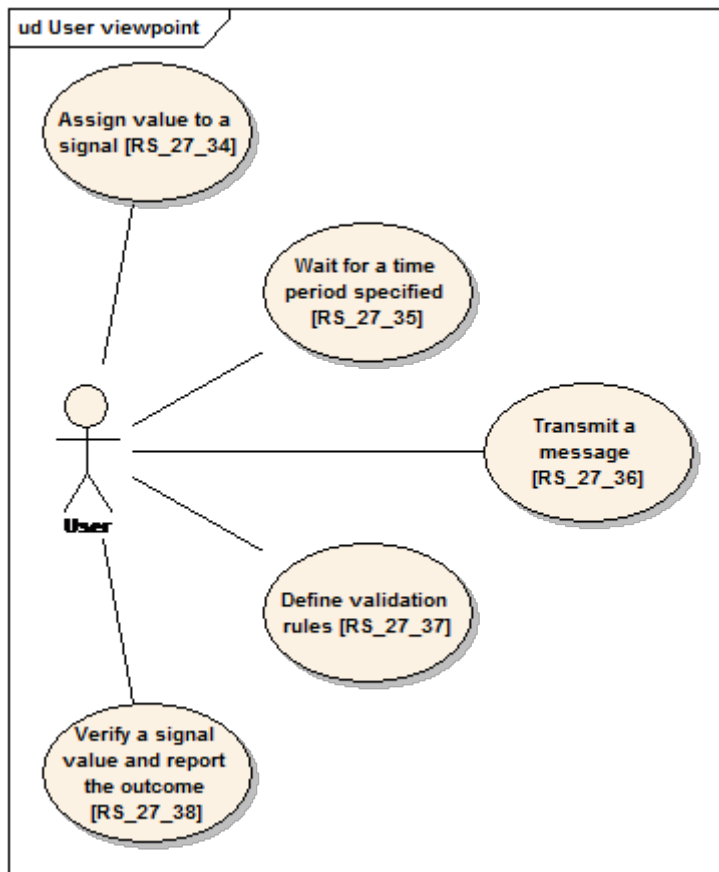 ud User viewpoint
Assign value to a
signal [RS_27_34]
Wait for a time
period specified
[RS_27_35]
Transmit a
message
[RS_27_36]
User
Define validation
rules [RS_27_37]
Verify a signal
value and report
the outcome
[RS_27_38]